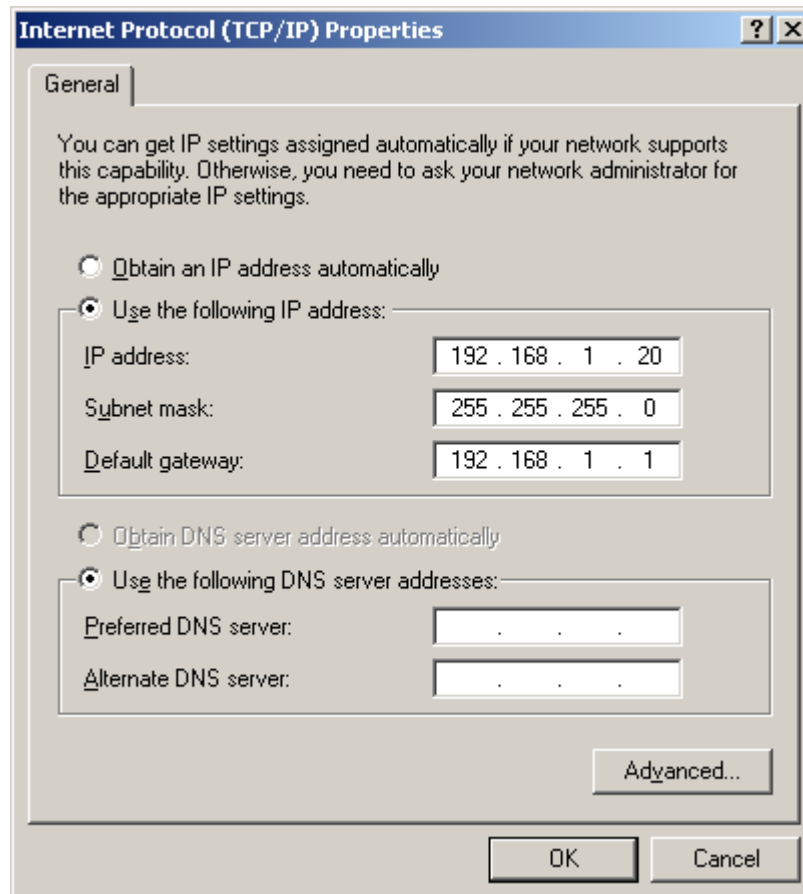 Internet Protocol (TCP/IP) Properties
General
You can get IP settings assigned automatically if your network supports
this capability. Otherwise, you need to ask your network administrator for
the appropriate IP settings.
Obtain an IP address automatically
Use the following IP address:
IP address: 192 . 168 . 1 . 20
Subnet mask: 255 . 255 . 255 . 0
Default gateway: 192 . 168 . 1 . 1
Obtain DNS server address automatically
Use the following DNS server addresses:
Preferred DNS server: . . .
Alternate DNS server: . . .
Advanced...
OK Cancel